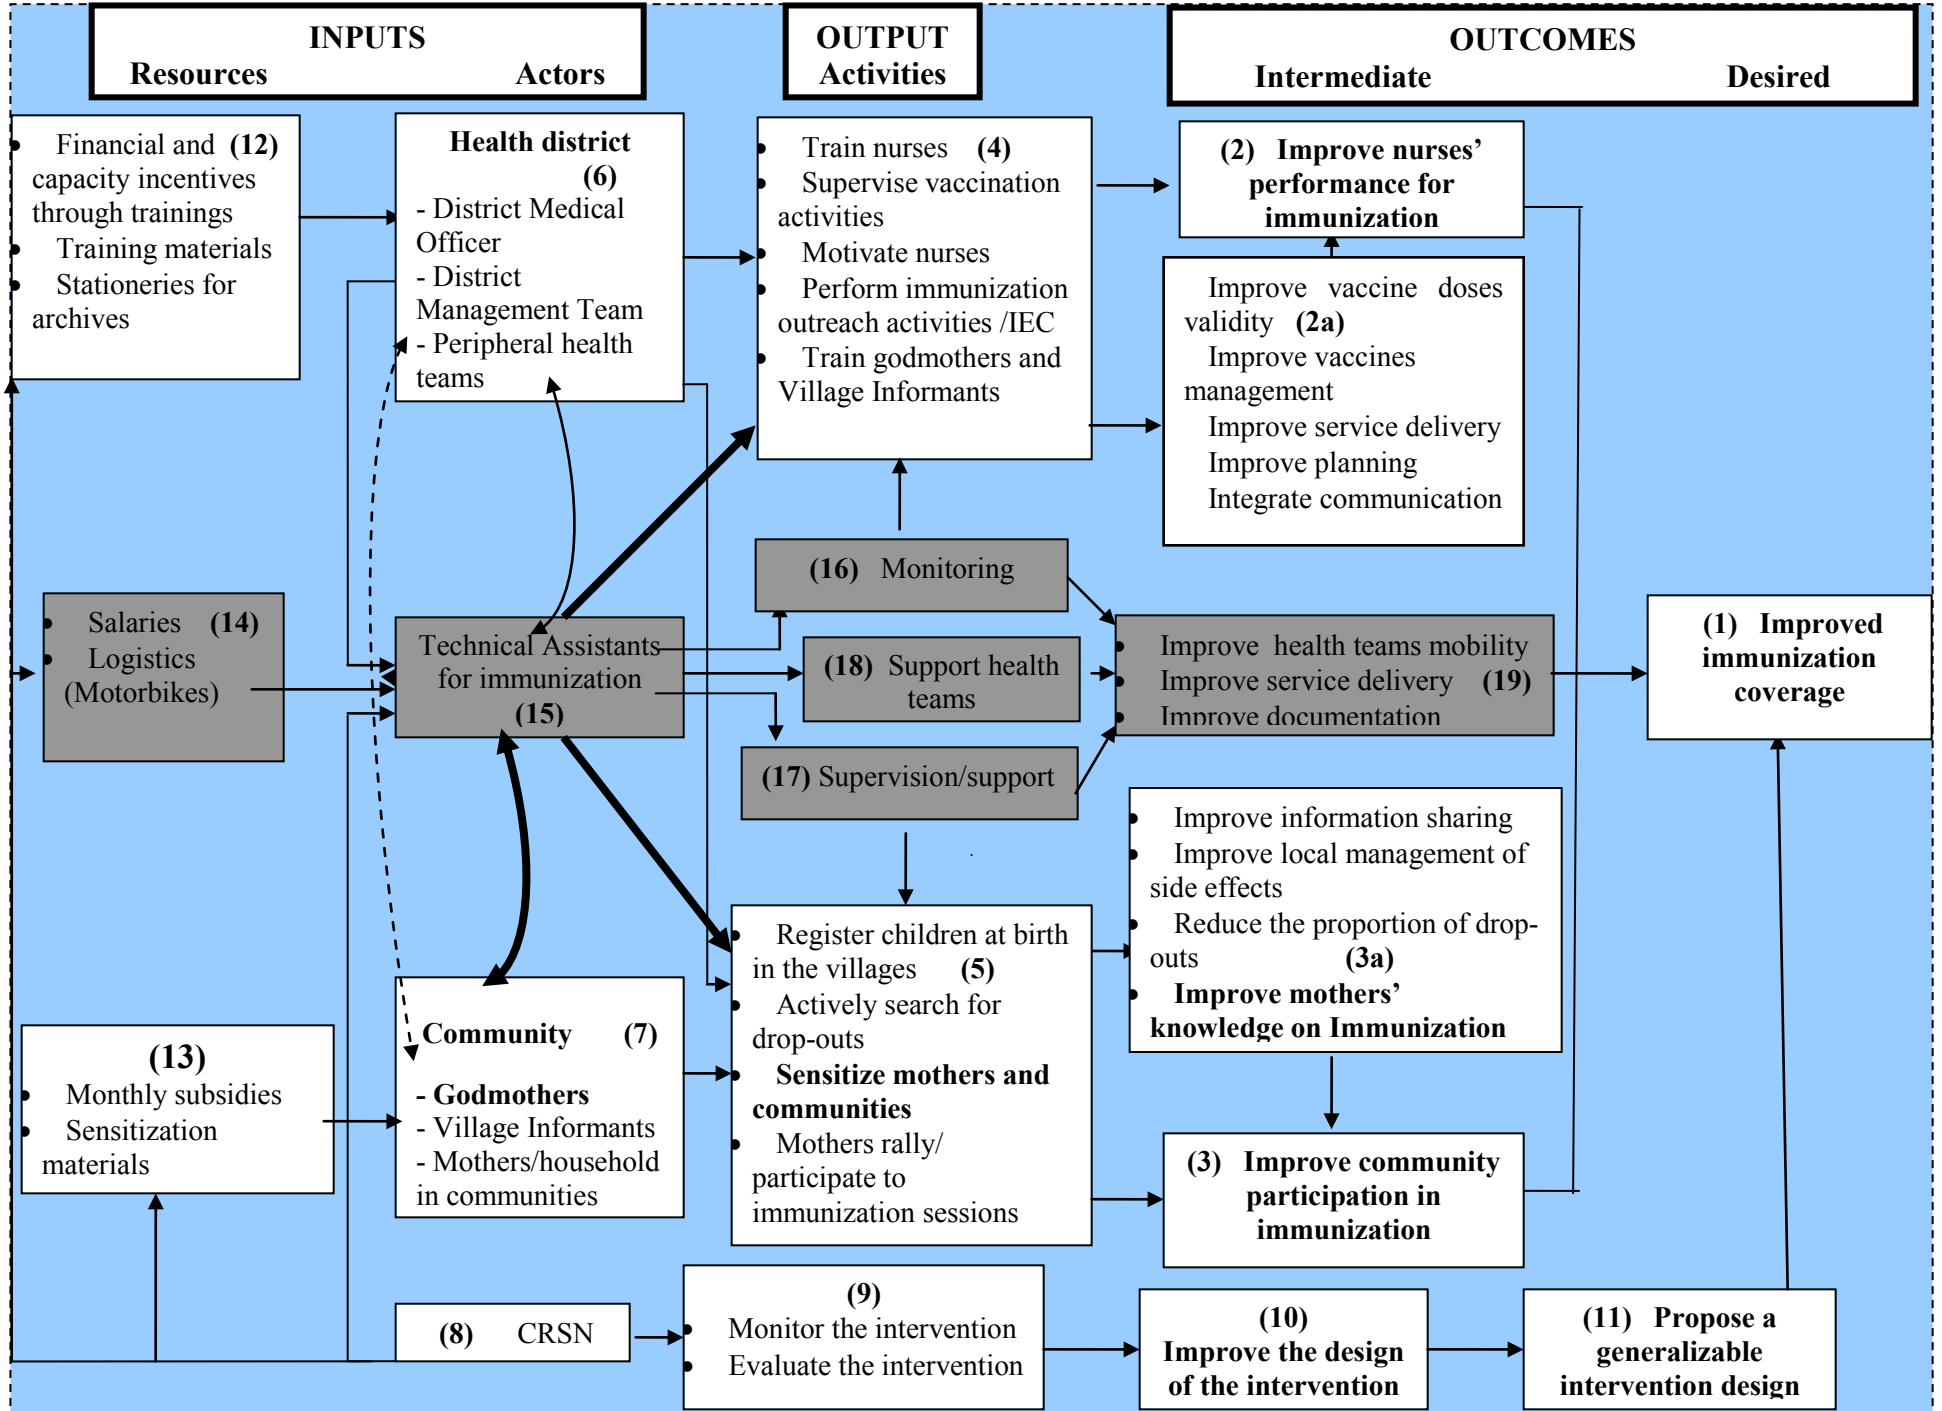 INPUTS
Resources Actors
OUTPUT
Activities
OUTCOMES
Intermediate Desired
Financial and (12)
capacity incentives
through trainings
Training materials
Stationeries for
archives
Health district
(6)
- District Medical
Officer
- District
Management Team
- Peripheral health
teams
Train nurses (4)
Supervise vaccination
activities
Motivate nurses
Perform immunization
outreach activities /IEC
Train godmothers and
Village Informants
(2) Improve nurses’
performance for
immunization
Improve vaccine doses
validity (2a)
Improve vaccines
management
Improve service delivery
Improve planning
Integrate communication
Salaries (14)
Logistics
(Motorbikes)
Technical Assistants
for immunization
(15)
(16) Monitoring
(18) Support health
teams
(17) Supervision/support
Improve health teams mobility
Improve service delivery (19)
Improve documentation
(1) Improved
immunization
coverage
(13)
Monthly subsidies
Sensitization
materials
Community (7)
- Godmothers
- Village Informants
- Mothers/household
in communities
Register children at birth
in the villages (5)
Actively search for
drop-outs
Sensitize mothers and
communities
Mothers rally/
participate to
immunization sessions
Improve information sharing
Improve local management of
side effects
Reduce the proportion of drop-
outs (3a)
Improve mothers’
knowledge on Immunization
(3) Improve community
participation in
immunization
(8) CRSN
(9)
Monitor the intervention
Evaluate the intervention
(10)
Improve the design
of the intervention
(11) Propose a
generalizable
intervention design